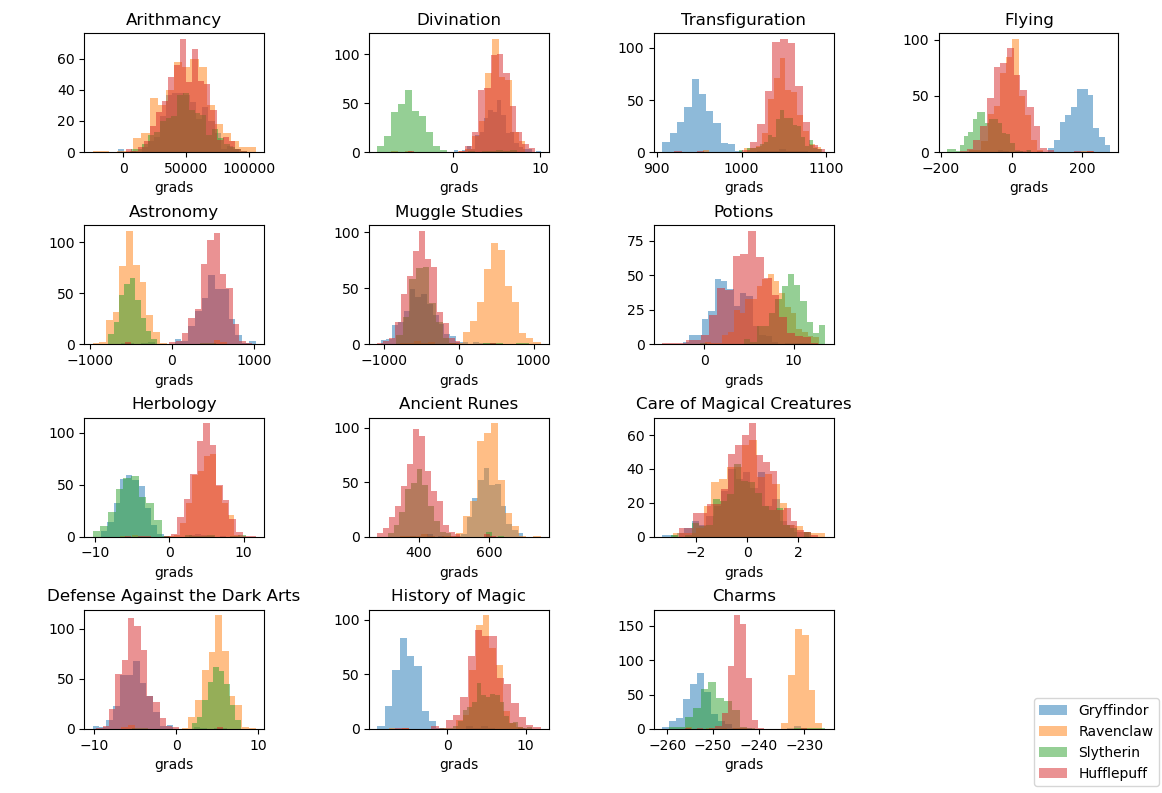 Arithmancy
60
40
20
0
0 50000 100000
grads
Divination
100
50
0
0 10
grads
Transfiguration
100
50
0
900 1000 1100
grads
Flying
100
50
0
−200 0 200
grads
Astronomy
100
50
0
−1000 0 1000
grads
Muggle Studies
100
50
0
−1000 0 1000
grads
Potions
75
50
25
0
0 10
grads
Herbology
100
50
0
−10 0 10
grads
Ancient Runes
100
50
0
400 600
grads
Care of Magical Creatures
60
40
20
0
−2 0 2
grads
Defense Against the Dark Arts
100
50
0
−10 0 10
grads
History of Magic
100
50
0
0 10
grads
Charms
150
100
50
0
−260 −250 −240 −230
grads
Gryffindor
Ravenclaw
Slytherin
Hufflepuff